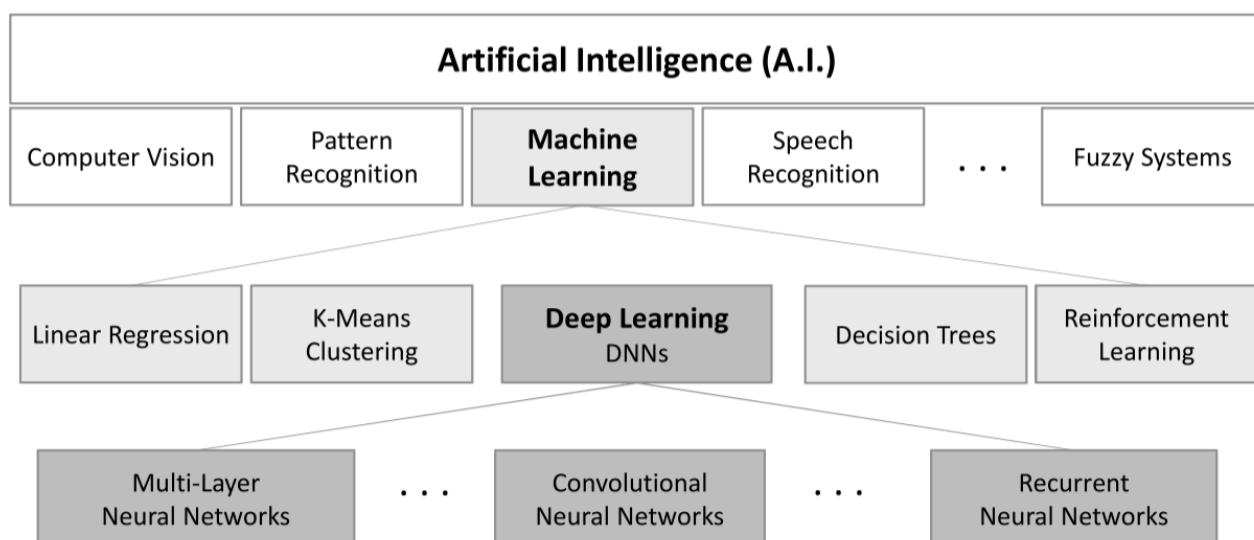 Artificial Intelligence (A.I.)
Computer Vision
Pattern
Recognition
Machine
Learning
Speech
Recognition
. . .
Fuzzy Systems
Linear Regression
K-Means
Clustering
Deep Learning
DNNs
Decision Trees
Reinforcement
Learning
Multi-Layer
Neural Networks
. . .
Convolutional
Neural Networks
. . .
Recurrent
Neural Networks